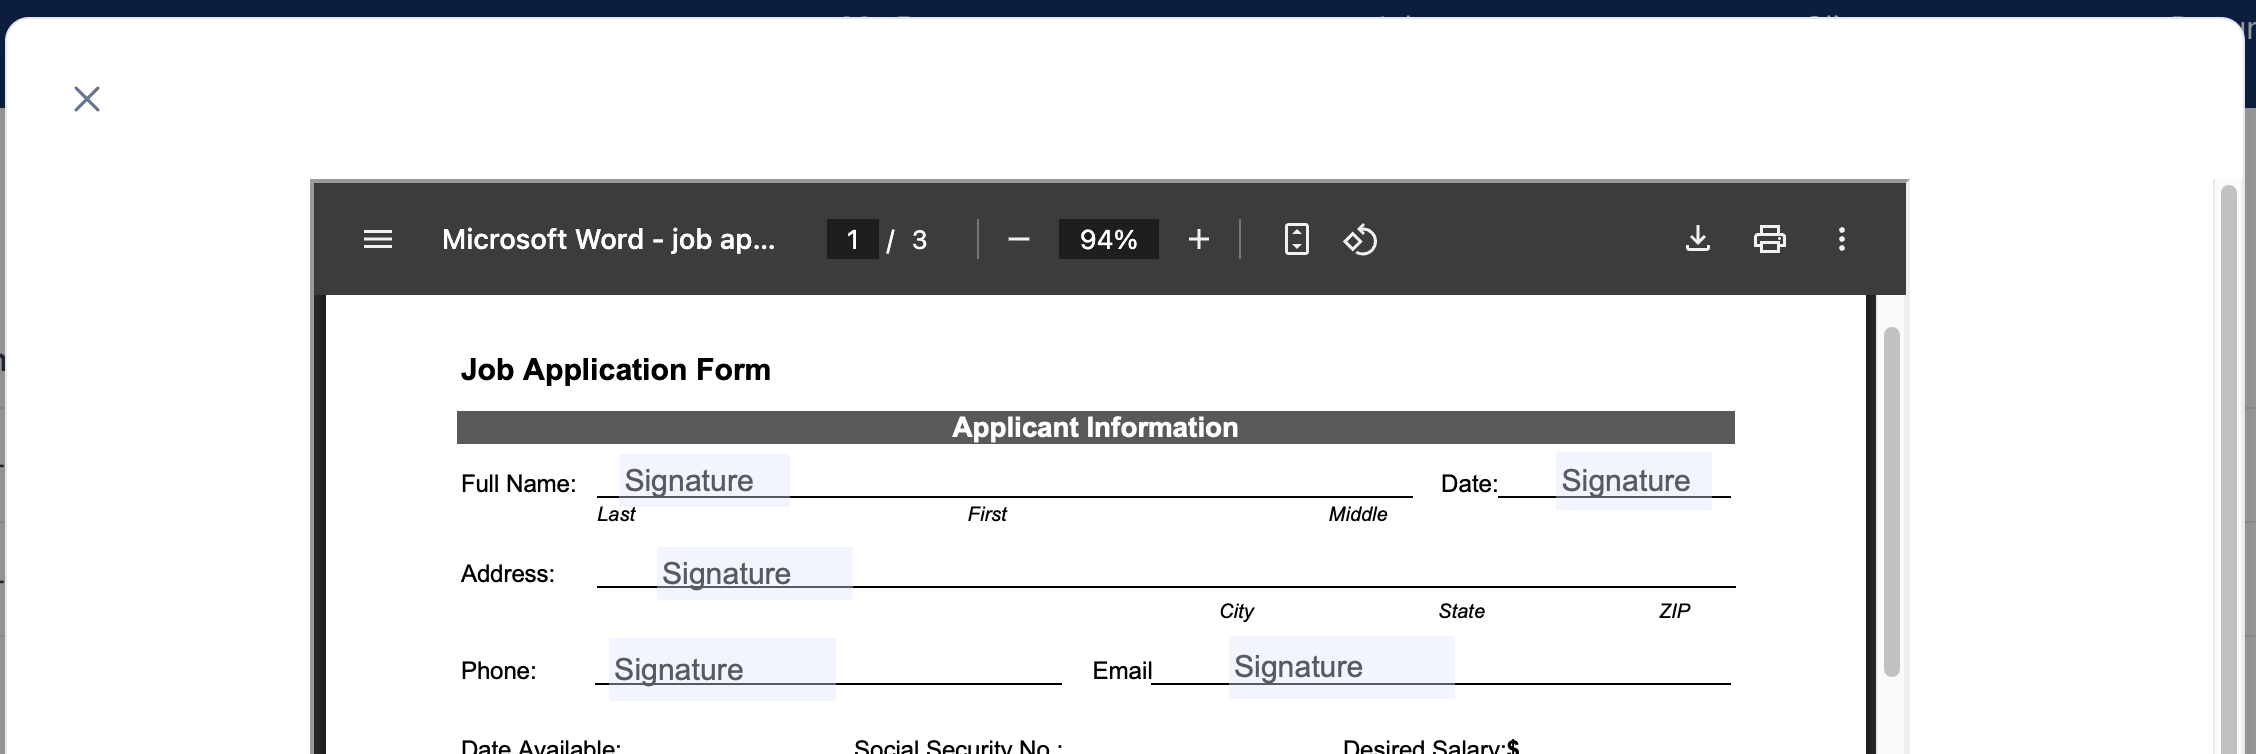 Microsoft Word - job ap... 1 / 3 94%
Job Application Form
Applicant Information
Full Name: Signature Date: Signature
Last First Middle
Address: Signature
City State ZIP
Phone: Signature Email Signature
Date Available: Social Security No.: Desired Salary:$